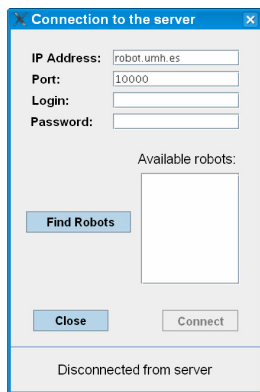 Connection to the server
IP Address: robot.umh.es
Port: 10000
Login:
Password:
Available robots:
Find Robots
Close Connect
Disconnected from server